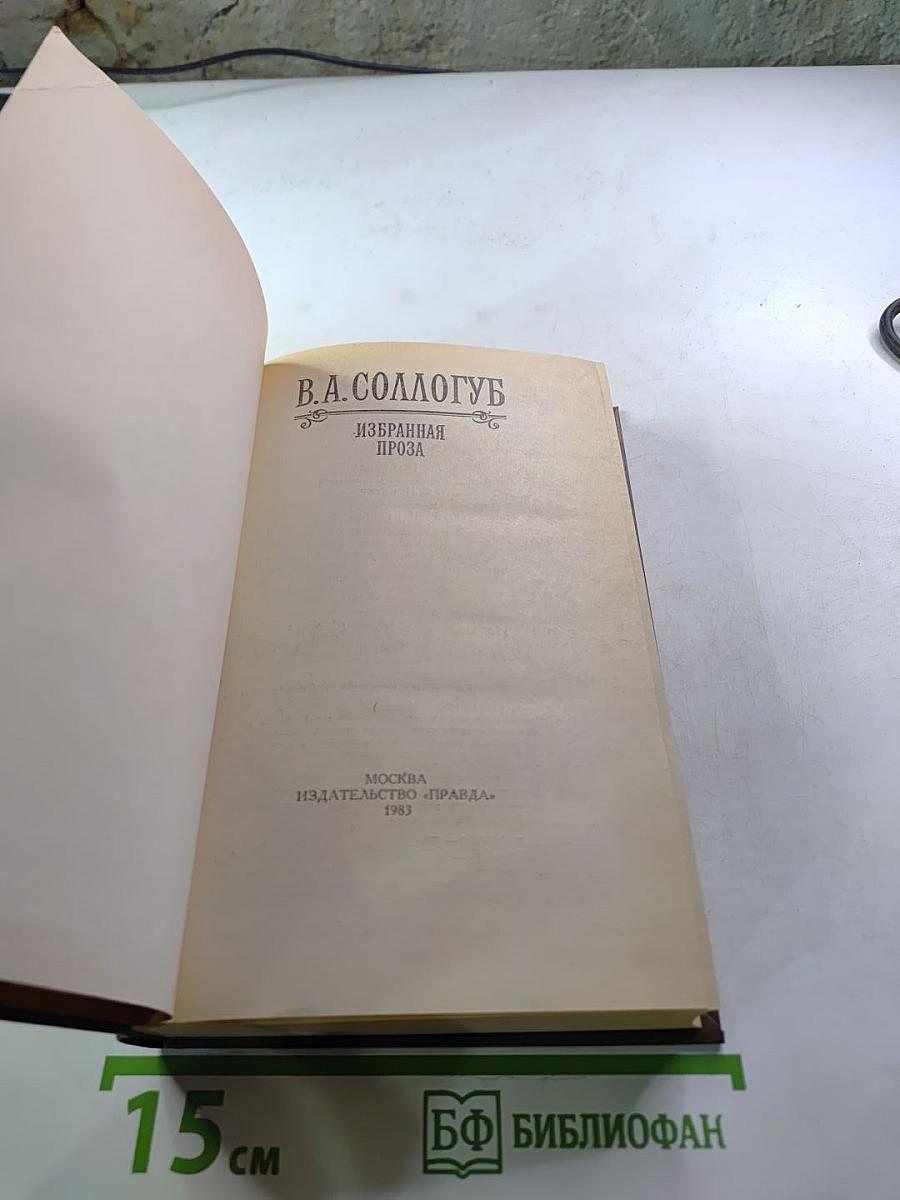 В. А. СОЛЛОГУБ
ИЗБРАННАЯ
ПРОЗА
МОСКВА
ИЗДАТЕЛЬСТВО «ПРАВДА»
1983
15 см
БФ БИБЛИОФАН